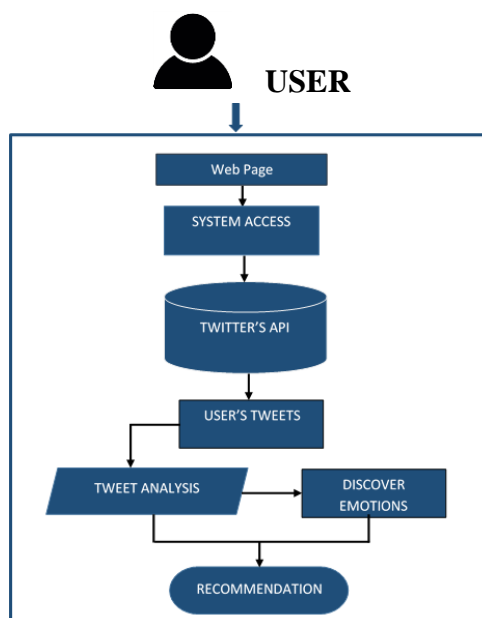 USER
Web Page
SYSTEM ACCESS
TWITTER'S API
USER'S TWEETS
TWEET ANALYSIS
DISCOVER
EMOTIONS
RECOMMENDATION